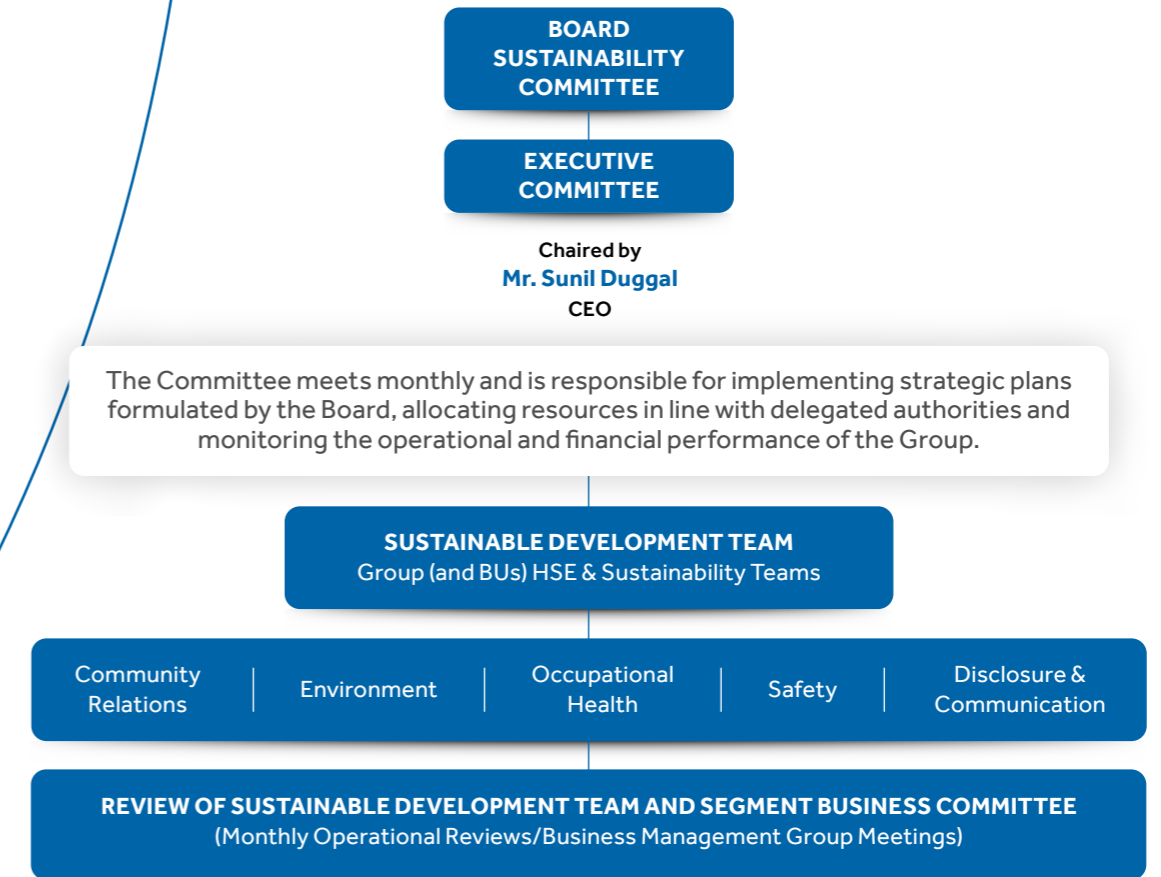 BOARD
SUSTAINABILITY
COMMITTEE
EXECUTIVE
COMMITTEE
Chaired by
Mr. Sunil Duggal
CEO
The Committee meets monthly and is responsible for implementing strategic plans
formulated by the Board, allocating resources in line with delegated authorities and
monitoring the operational and financial performance of the Group.
SUSTAINABLE DEVELOPMENT TEAM
Group (and BUs) HSE & Sustainability Teams
Community
Relations
Environment
Occupational
Health
Safety
Disclosure &
Communication
REVIEW OF SUSTAINABLE DEVELOPMENT TEAM AND SEGMENT BUSINESS COMMITTEE
(Monthly Operational Reviews/Business Management Group Meetings)